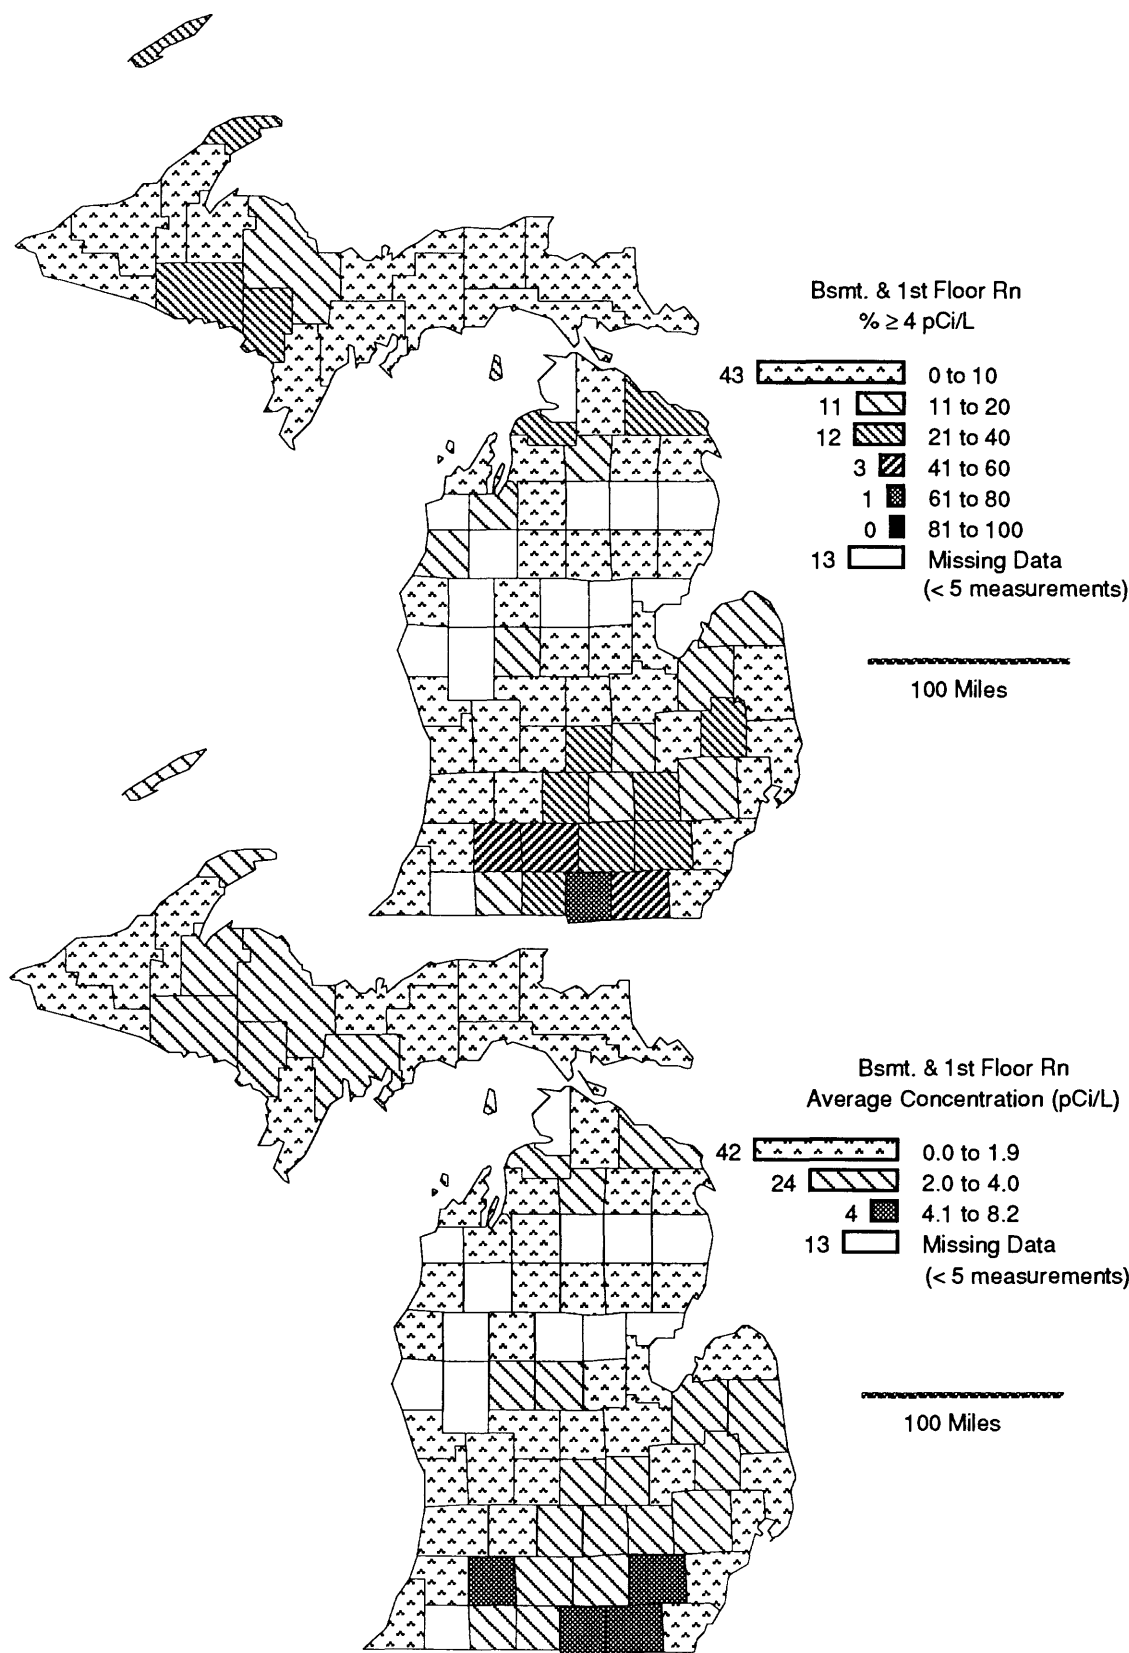 Bsmt. & 1st Floor Rn
% ≥ 4 pCi/L
43 0 to 10
11 11 to 20
12 21 to 40
3 41 to 60
1 61 to 80
0 81 to 100
13 Missing Data
(< 5 measurements)
100 Miles
Bsmt. & 1st Floor Rn
Average Concentration (pCi/L)
42 0.0 to 1.9
24 2.0 to 4.0
4 4.1 to 8.2
13 Missing Data
(< 5 measurements)
100 Miles